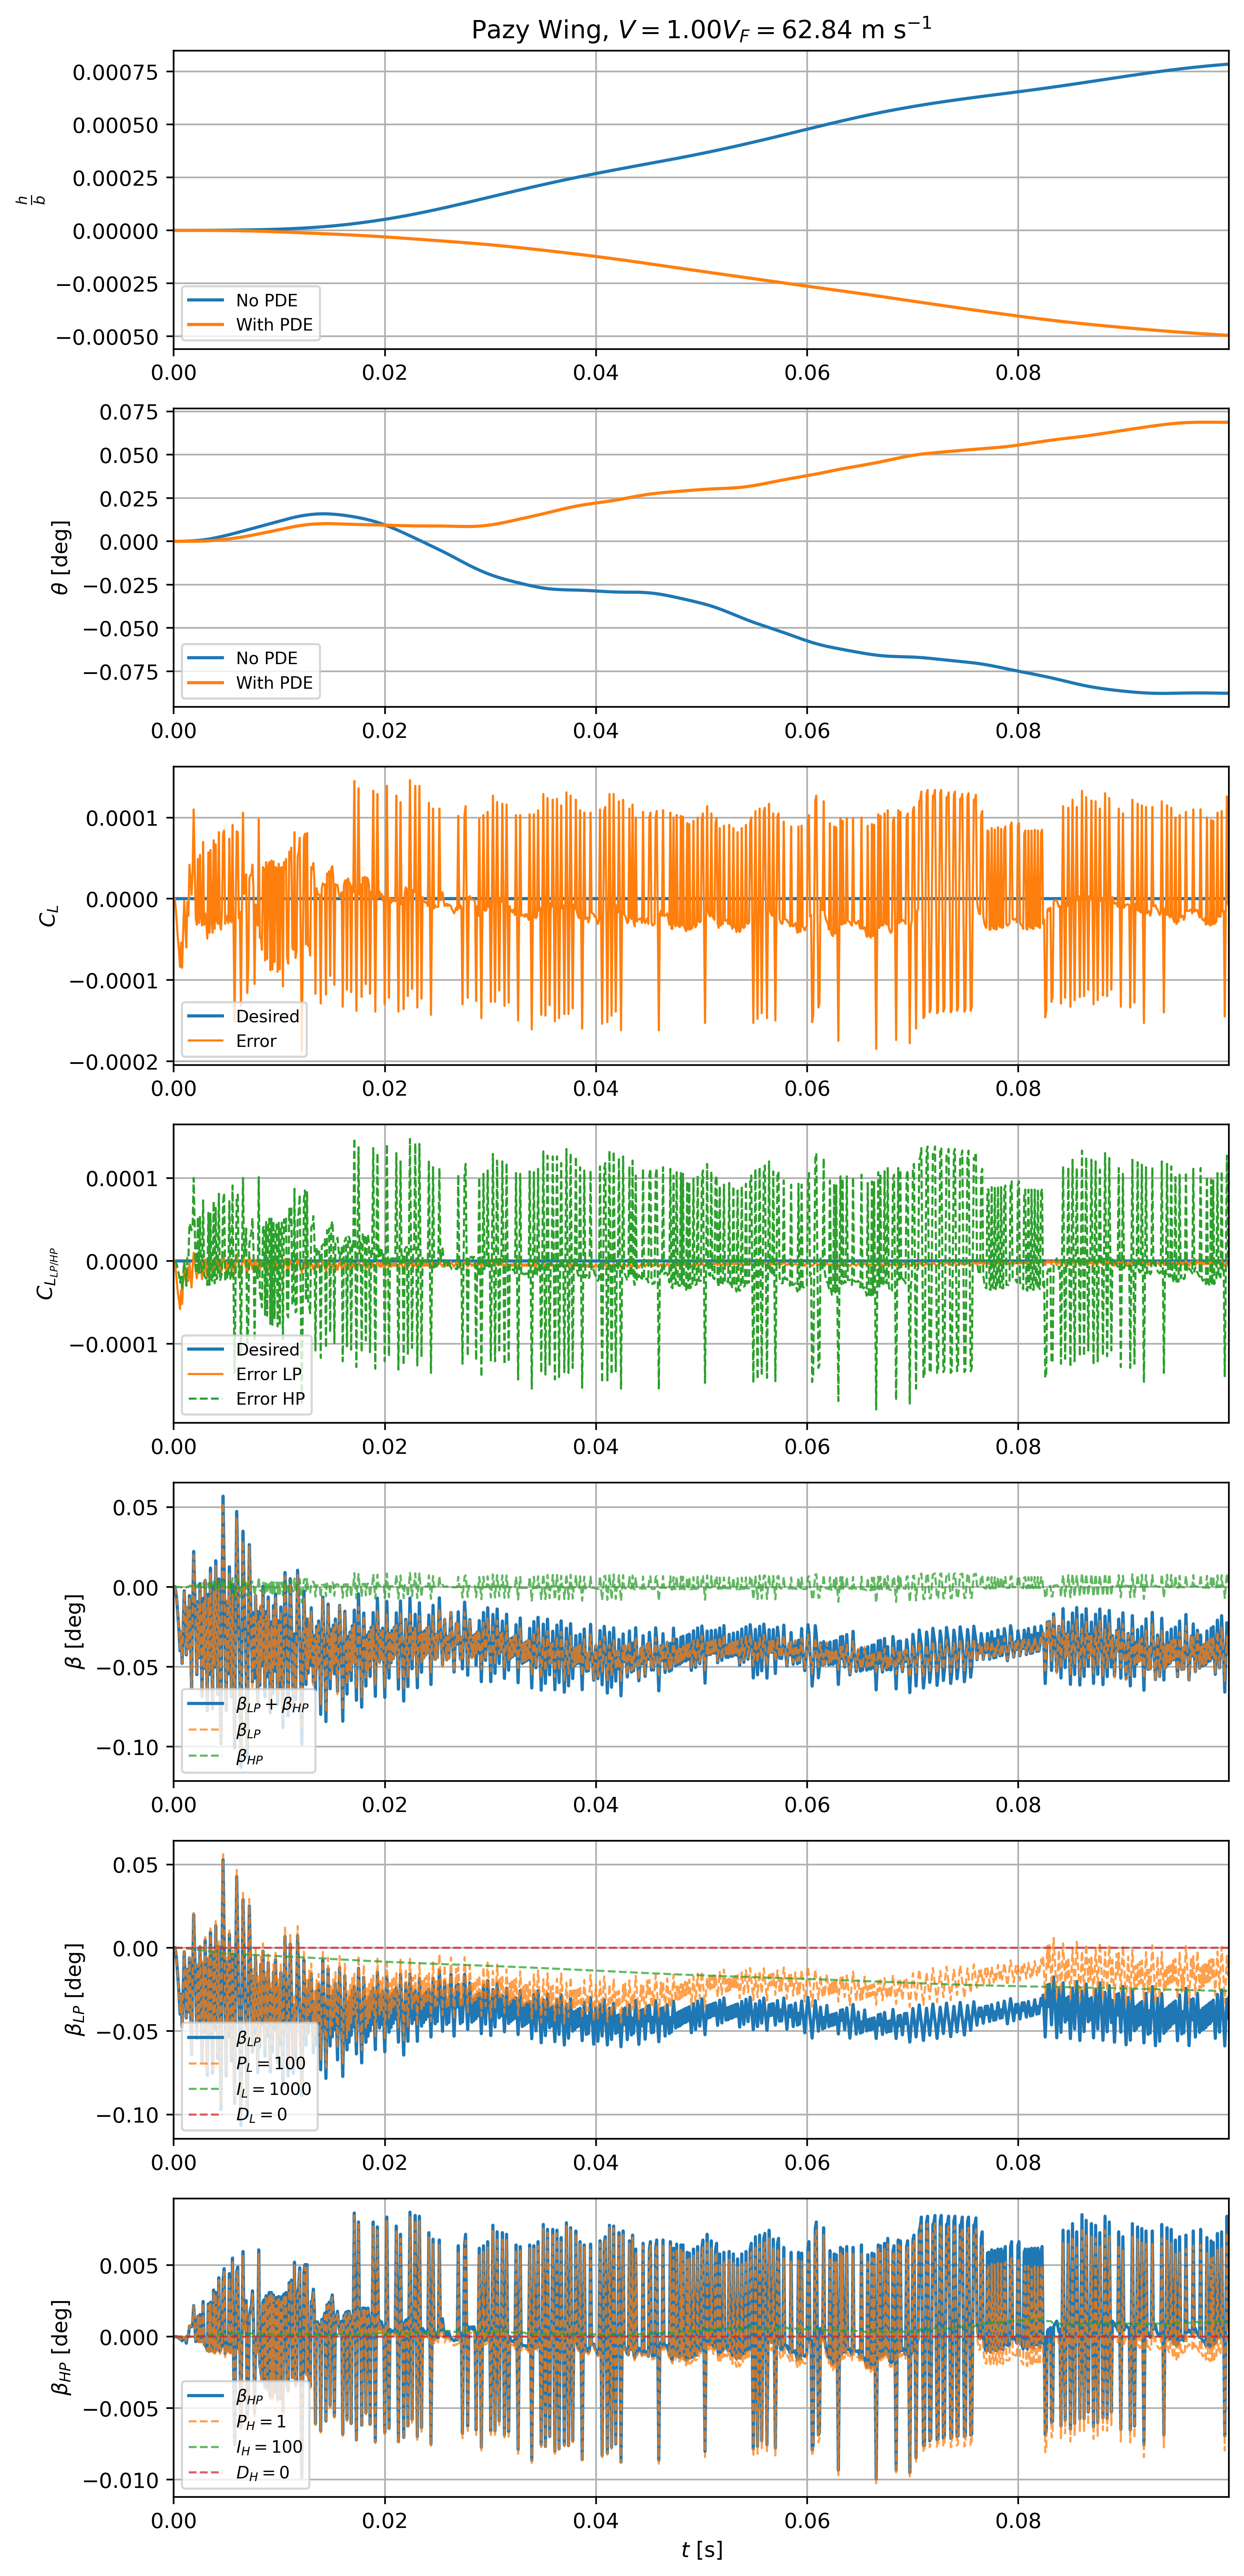 Pazy Wing, V = 1.00V_F = 62.84 m s⁻¹
0.00075
0.00050
0.00025
0.00000
−0.00025
−0.00050
h/b
No PDE
With PDE
0.00 0.02 0.04 0.06 0.08
0.075
0.050
0.025
0.000
−0.025
−0.050
−0.075
θ [deg]
No PDE
With PDE
0.00 0.02 0.04 0.06 0.08
0.0001
0.0000
−0.0001
−0.0002
C_L
Desired
Error
0.00 0.02 0.04 0.06 0.08
0.0001
0.0000
−0.0001
C_L_LP/HP
Desired
Error LP
Error HP
0.00 0.02 0.04 0.06 0.08
0.05
0.00
−0.05
−0.10
β [deg]
β_LP + β_HP
β_LP
β_HP
0.00 0.02 0.04 0.06 0.08
0.05
0.00
−0.05
−0.10
β_LP [deg]
β_LP
P_L = 100
I_L = 1000
D_L = 0
0.00 0.02 0.04 0.06 0.08
0.005
0.000
−0.005
−0.010
β_HP [deg]
β_HP
P_H = 1
I_H = 100
D_H = 0
0.00 0.02 0.04 0.06 0.08
t [s]